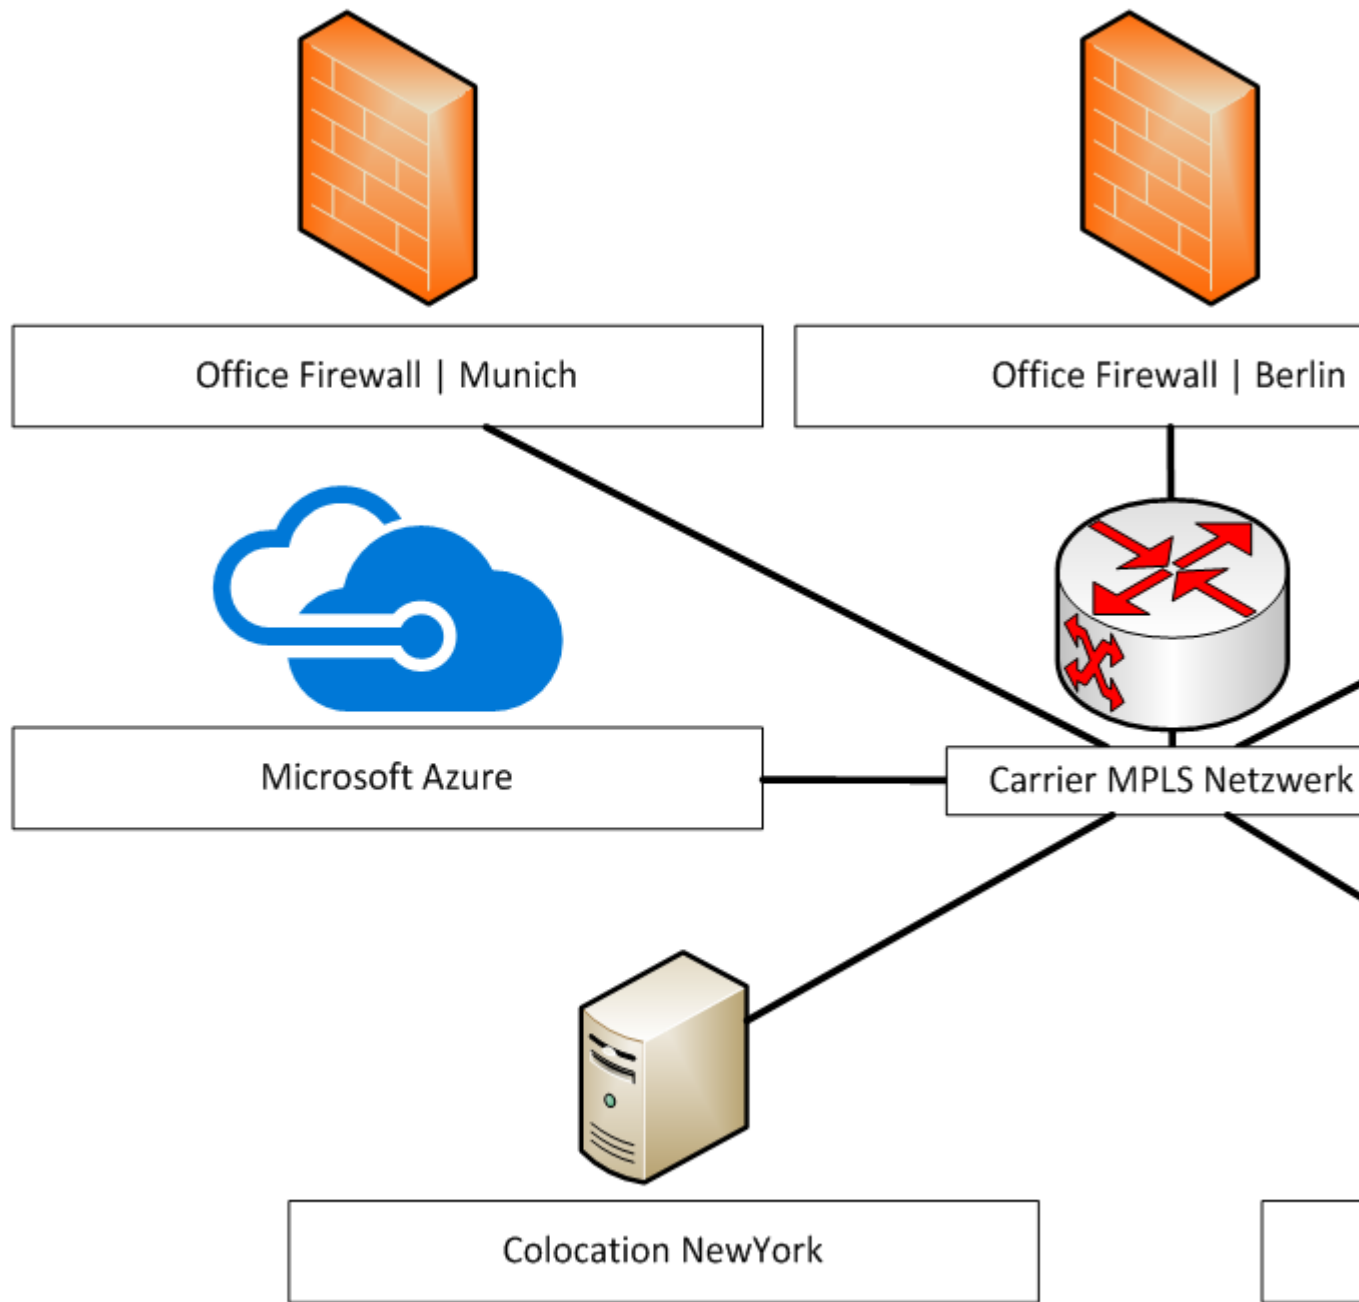 Office Firewall | Munich
Office Firewall | Berlin
Microsoft Azure
Carrier MPLS Netzwerk
Colocation NewYork